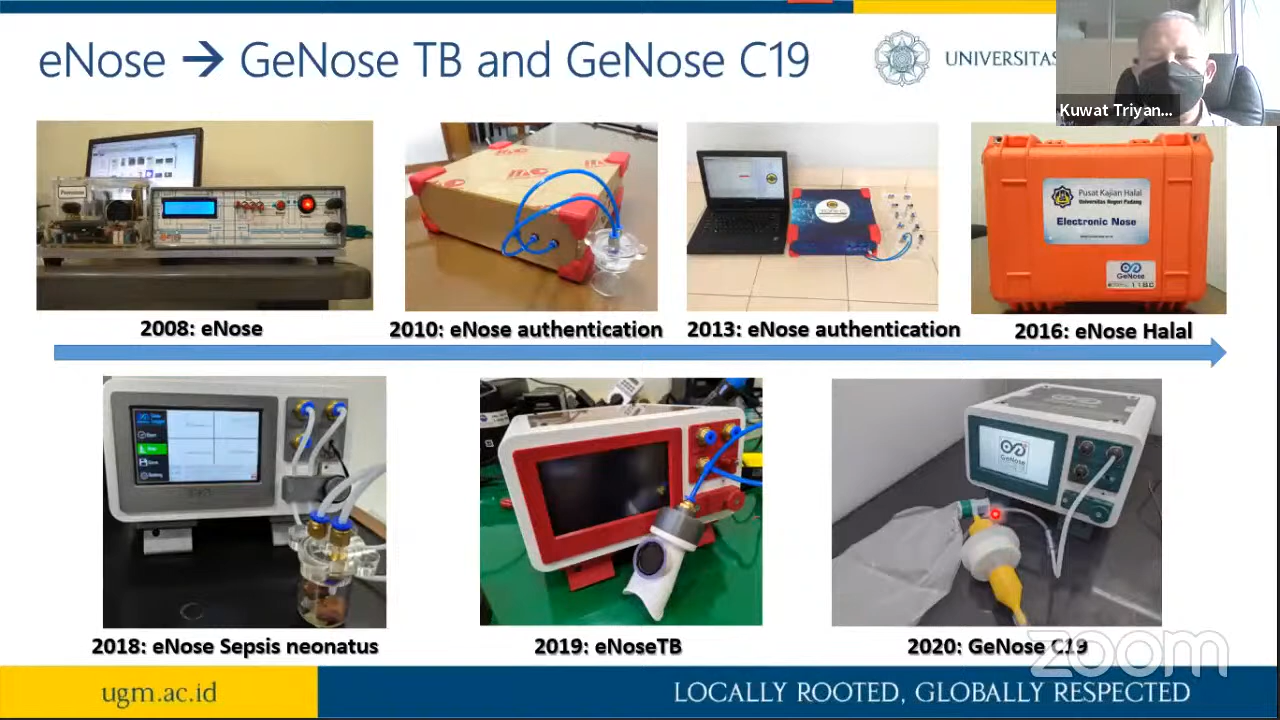 eNose → GeNose TB and GeNose C19
UNIVERSITAS
Kuwat Triyan...
Pusat Kajian Halal
Universitas Negeri Padang
Electronic Nose
GeNose
2008: eNose
2010: eNose authentication
2013: eNose authentication
2016: eNose Halal
GeNose
2018: eNose Sepsis neonatus
2019: eNoseTB
2020: GeNose C19
zoom
ugm.ac.id
LOCALLY ROOTED, GLOBALLY RESPECTED